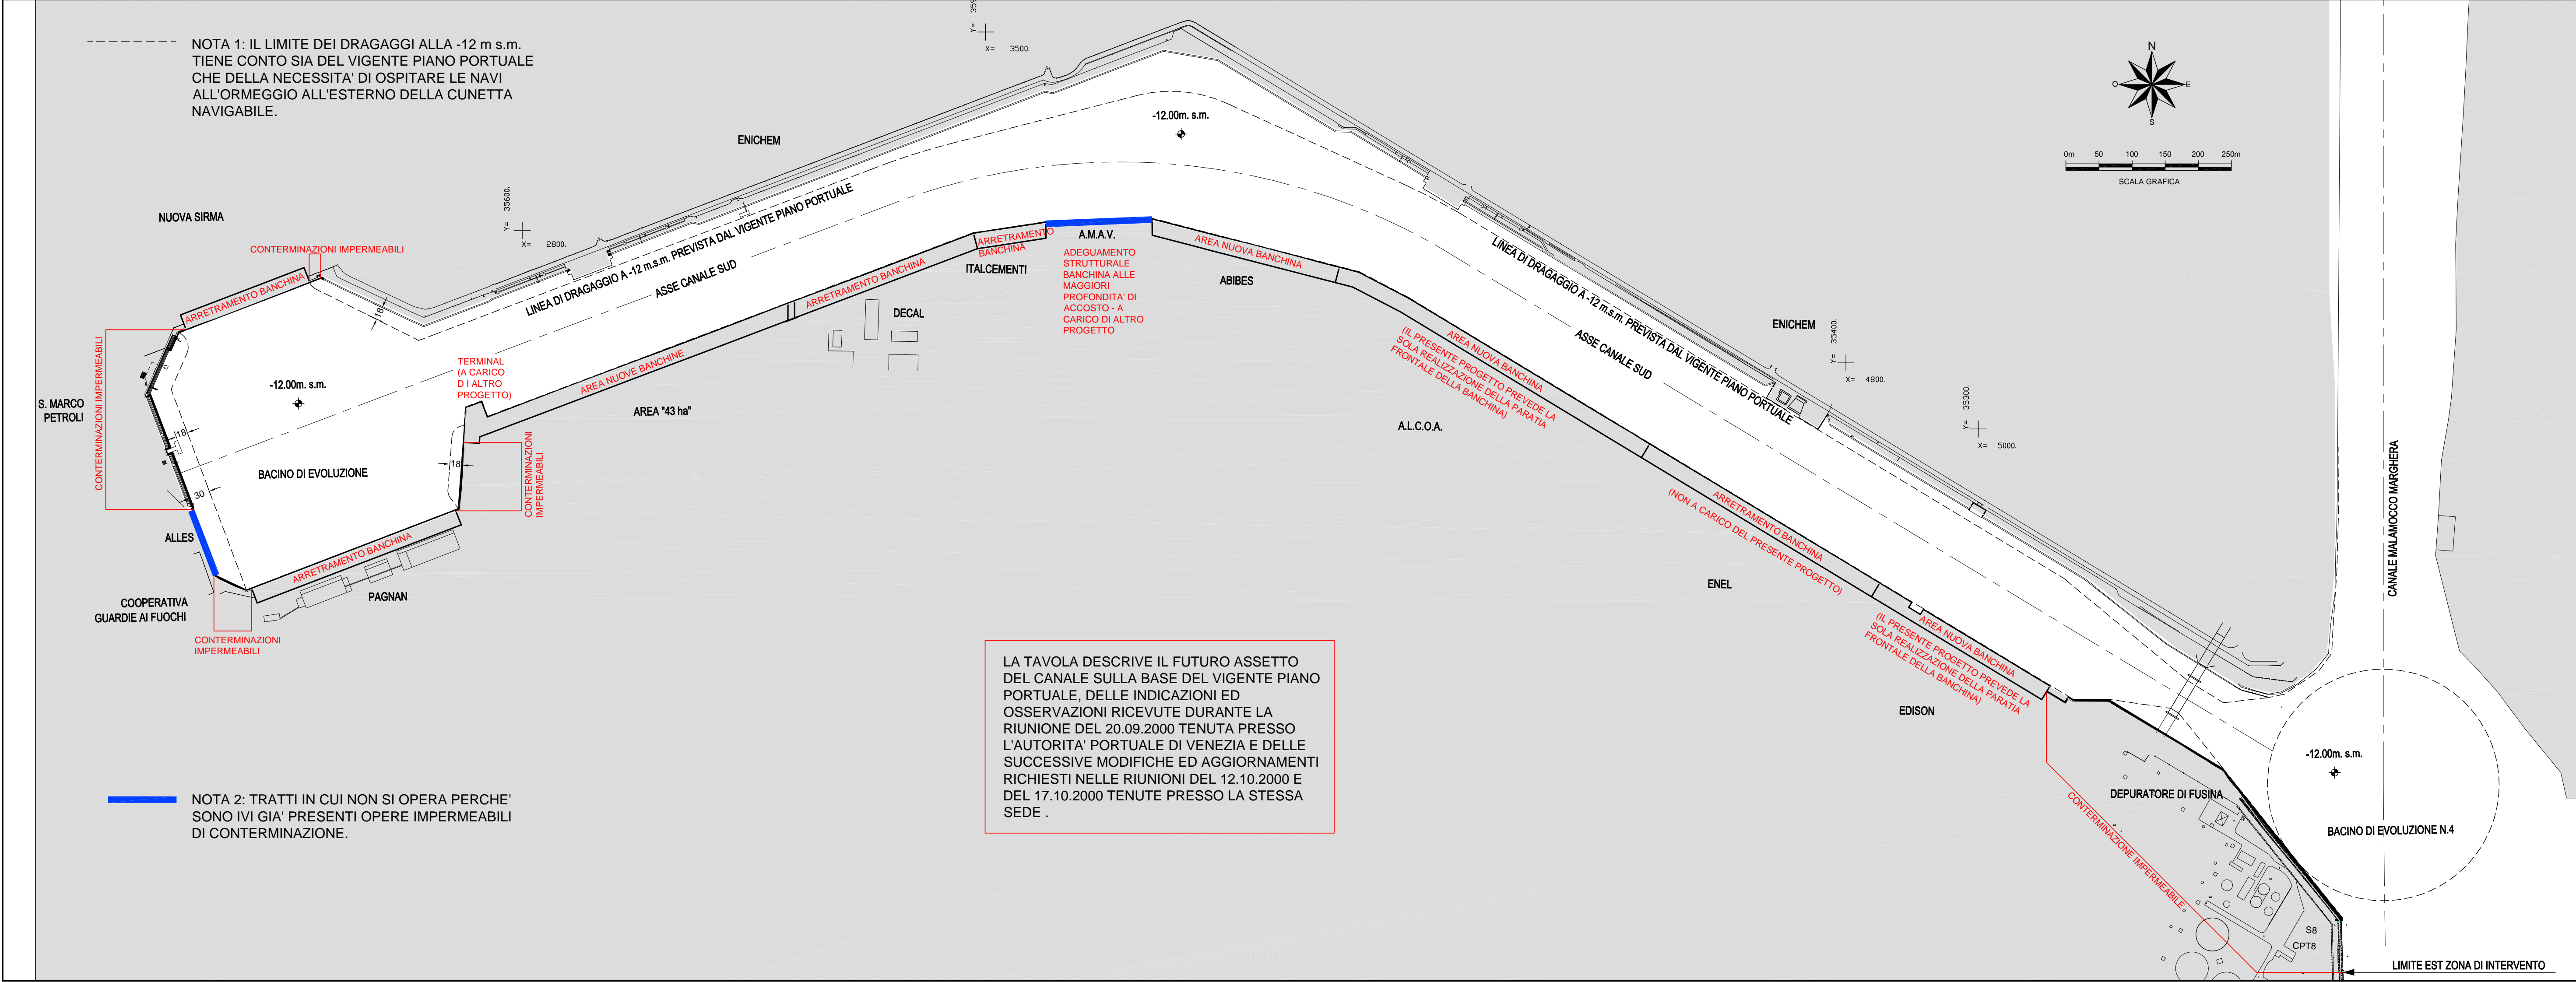 NOTA 1: IL LIMITE DEI DRAGAGGI ALLA -12 m s.m.
TIENE CONTO SIA DEL VIGENTE PIANO PORTUALE
CHE DELLA NECESSITA' DI OSPITARE LE NAVI
ALL'ORMEGGIO ALL'ESTERNO DELLA CUNETTA
NAVIGABILE.
X= 3500.
Y=
N
O
E
S
0m 50 100 150 200 250m
SCALA GRAFICA
ENICHEM
-12.00m. s.m.
NUOVA SIRMA
Y= 35600.
X= 2800.
CONTERMINAZIONI IMPERMEABILI
ARRETRAMENTO BANCHINA
18
LINEA DI DRAGAGGIO A -12 m.s.m. PREVISTA DAL VIGENTE PIANO PORTUALE
ASSE CANALE SUD
ARRETRAMENTO BANCHINA
ARRETRAMENTO
BANCHINA
ITALCEMENTI
A.M.A.V.
ADEGUAMENTO
STRUTTURALE
BANCHINA ALLE
MAGGIORI
PROFONDITA' DI
ACCOSTO - A
CARICO DI ALTRO
PROGETTO
AREA NUOVA BANCHINA
ABIBES
DECAL
LINEA DI DRAGAGGIO A -12 m.s.m. PREVISTA DAL VIGENTE PIANO PORTUALE
ASSE CANALE SUD
ENICHEM
Y= 35400.
X= 4800.
Y= 35300.
X= 5000.
CANALE MALAMOCCO MARGHERA
S. MARCO
PETROLI
CONTERMINAZIONI IMPERMEABILI
-12.00m. s.m.
TERMINAL
(A CARICO
D I ALTRO
PROGETTO)
AREA NUOVE BANCHINE
AREA "43 ha"
AREA NUOVA BANCHINA
(IL PRESENTE PROGETTO PREVEDE LA
SOLA REALIZZAZIONE DELLA PARATIA
FRONTALE DELLA BANCHINA)
A.L.C.O.A.
18
BACINO DI EVOLUZIONE
18
CONTERMINAZIONI
IMPERMEABILI
30
ALLES
ARRETRAMENTO BANCHINA
PAGNAN
COOPERATIVA
GUARDIE AI FUOCHI
CONTERMINAZIONI
IMPERMEABILI
ARRETRAMENTO BANCHINA
(NON A CARICO DEL PRESENTE PROGETTO)
ENEL
AREA NUOVA BANCHINA
(IL PRESENTE PROGETTO PREVEDE LA
SOLA REALIZZAZIONE DELLA PARATIA
FRONTALE DELLA BANCHINA)
EDISON
LA TAVOLA DESCRIVE IL FUTURO ASSETTO
DEL CANALE SULLA BASE DEL VIGENTE PIANO
PORTUALE, DELLE INDICAZIONI ED
OSSERVAZIONI RICEVUTE DURANTE LA
RIUNIONE DEL 20.09.2000 TENUTA PRESSO
L'AUTORITA' PORTUALE DI VENEZIA E DELLE
SUCCESSIVE MODIFICHE ED AGGIORNAMENTI
RICHIESTI NELLE RIUNIONI DEL 12.10.2000 E
DEL 17.10.2000 TENUTE PRESSO LA STESSA
SEDE .
NOTA 2: TRATTI IN CUI NON SI OPERA PERCHE'
SONO IVI GIA' PRESENTI OPERE IMPERMEABILI
DI CONTERMINAZIONE.
-12.00m. s.m.
DEPURATORE DI FUSINA
BACINO DI EVOLUZIONE N.4
CONTERMINAZIONE IMPERMEABILE
S8
CPT8
LIMITE EST ZONA DI INTERVENTO